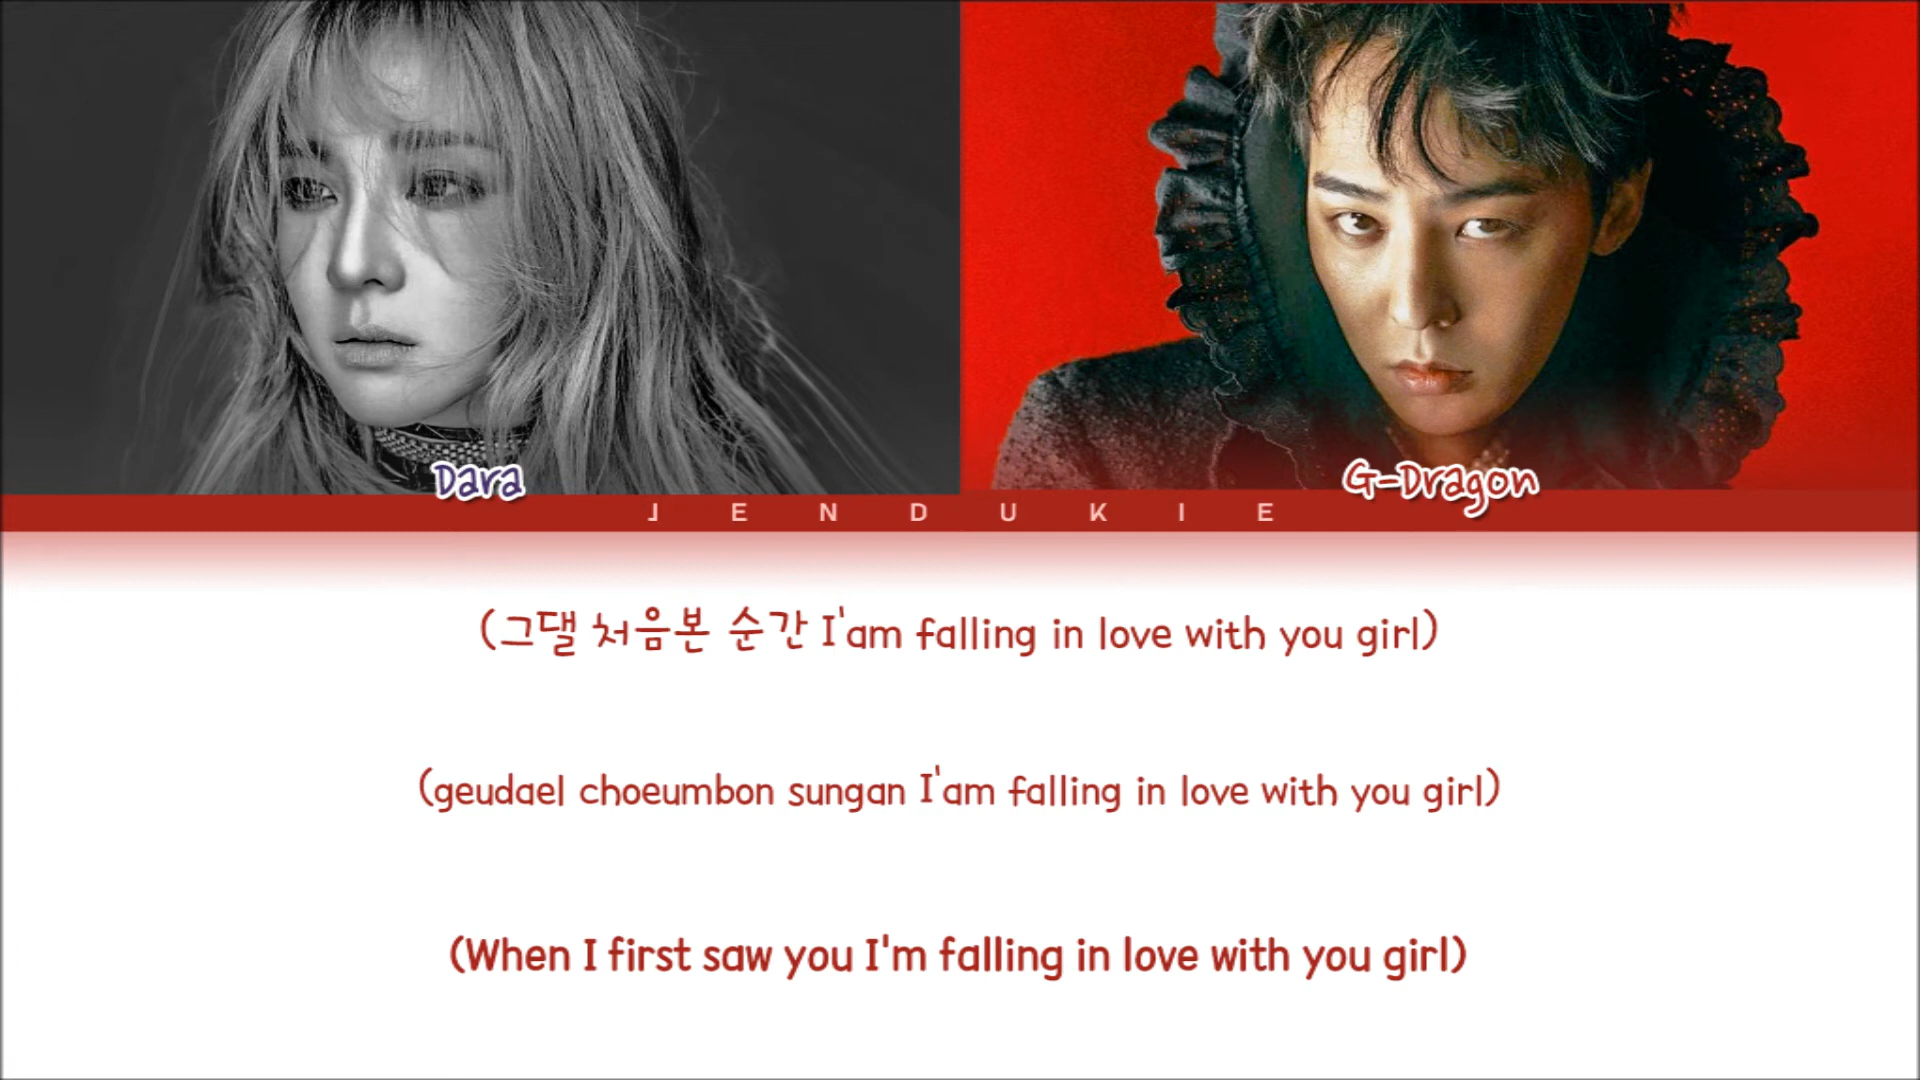 Dara
G-Dragon
JENDUKIE
(그댈 처음본 순간 I'am falling in love with you girl)
(geudael choeumbon sungan I'am falling in love with you girl)
(When I first saw you I'm falling in love with you girl)